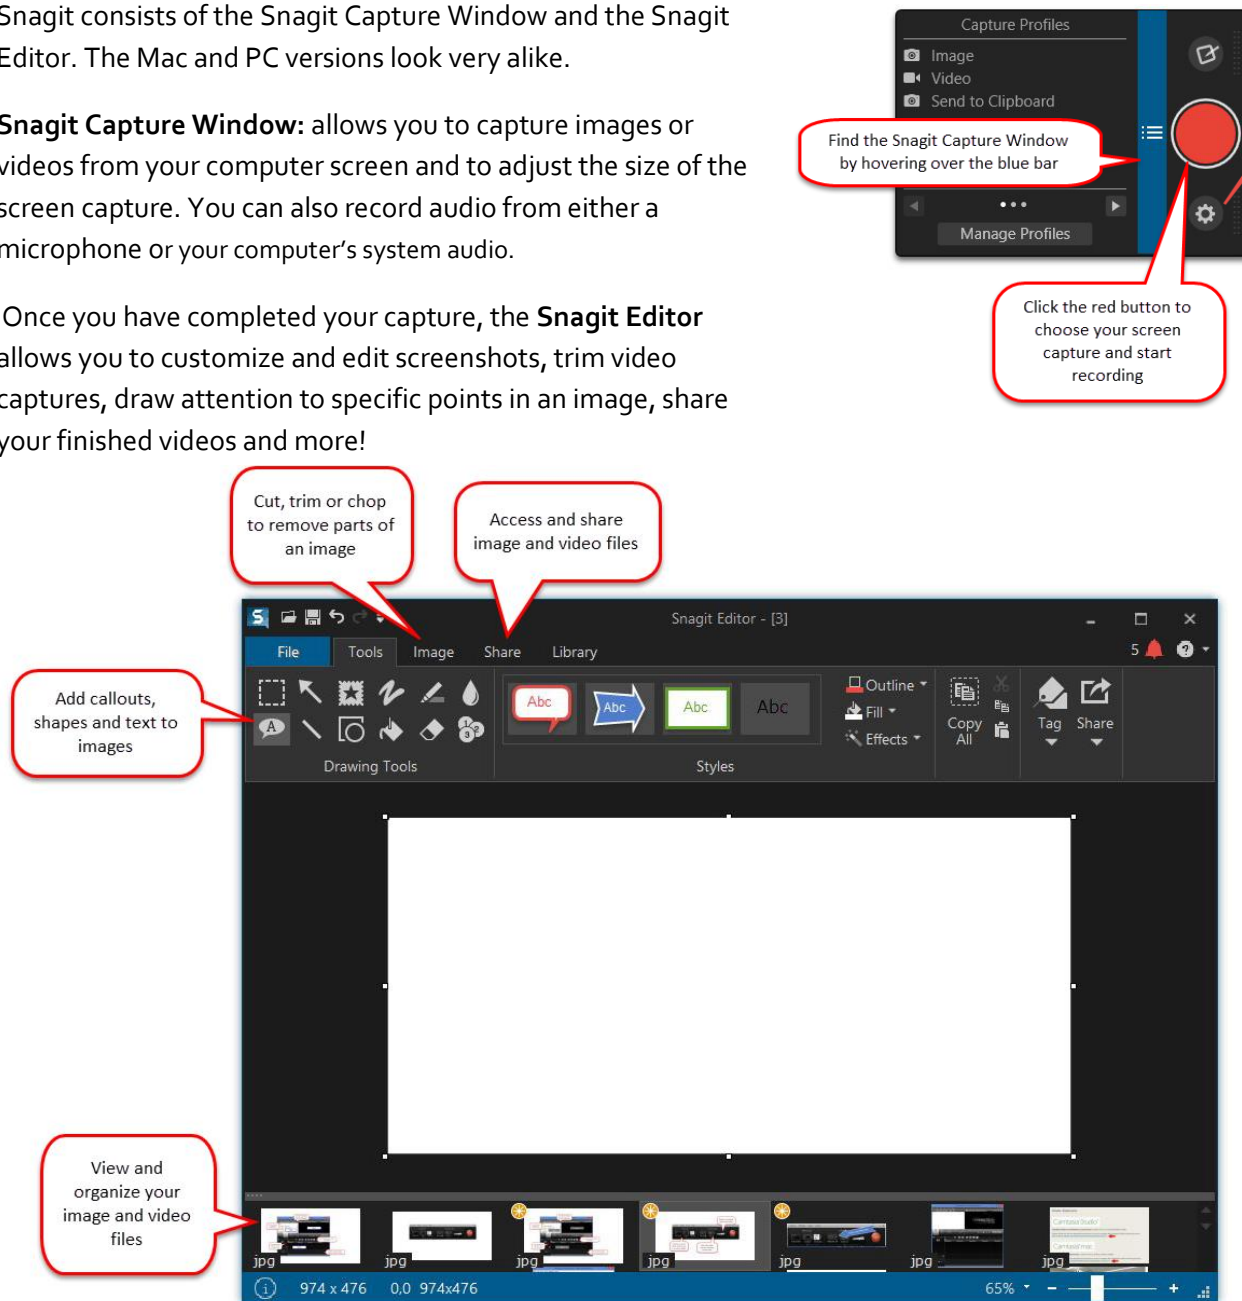 Snagit consists of the Snagit Capture Window and the Snagit
Editor. The Mac and PC versions look very alike.
Snagit Capture Window: allows you to capture images or
videos from your computer screen and to adjust the size of the
screen capture. You can also record audio from either a
microphone or your computer's system audio.
Once you have completed your capture, the Snagit Editor
allows you to customize and edit screenshots, trim video
captures, draw attention to specific points in an image, share
your finished videos and more!
Capture Profiles
Image
Video
Send to Clipboard
Find the Snagit Capture Window
by hovering over the blue bar
Manage Profiles
Click the red button to
choose your screen
capture and start
recording
Cut, trim or chop
to remove parts of
an image
Access and share
image and video files
Snagit Editor - [3]
File Tools Image Share Library
5
Add callouts,
shapes and text to
images
A
1 2 3
Abc Abc Abc Abc
Outline
Fill
Effects
Copy
All
Tag Share
Drawing Tools
Styles
View and
organize your
image and video
files
jpg jpg jpg jpg jpg jpg jpg
Camtasia Studio
Camtasia mac
974 x 476 0,0 974x476
65%